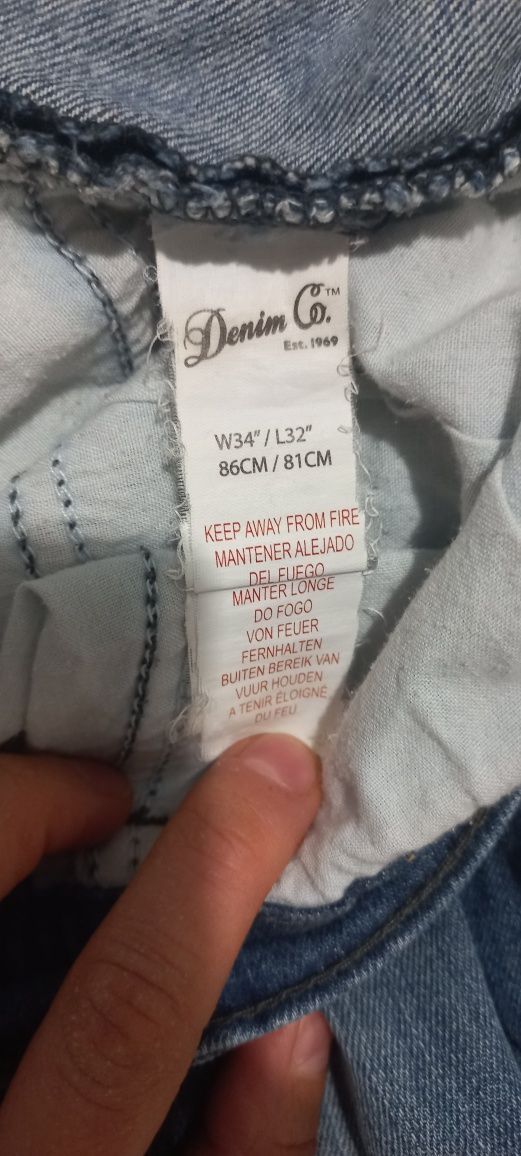 Denim Co.™
Est. 1969
W34" / L32"
86CM / 81CM
KEEP AWAY FROM FIRE
MANTENER ALEJADO
DEL FUEGO
MANTER LONGE
DO FOGO
VON FEUER
FERNHALTEN
BUITEN BEREIK VAN
VUUR HOUDEN
A TENIR ÉLOIGNÉ
DU FEU